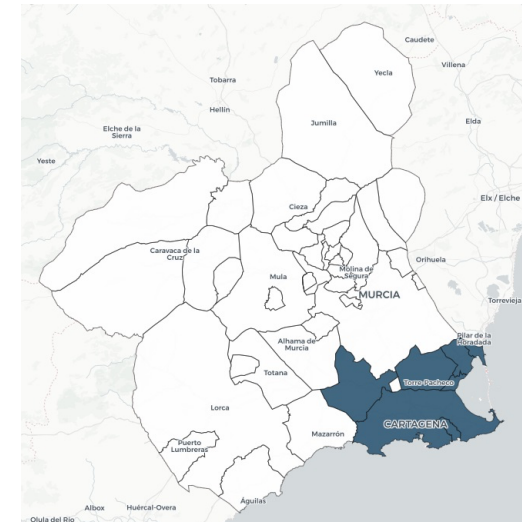 Caudete
Yecla
Villena
Tobarra
Hellín
Jumilla
Elda
Elche de la
Sierra
Yeste
Elx / Elche
Cieza
Caravaca de la
Cruz
Orihuela
Mula
Molina de
Segura
MURCIA
Torrevieja
Pilar de la
Horadada
Alhama de
Murcia
Totana
Torre-Pacheco
Lorca
CARTAGENA
Mazarrón
Puerto
Lumbreras
Águilas
Albox
Huércal-Overa
Olula del Río